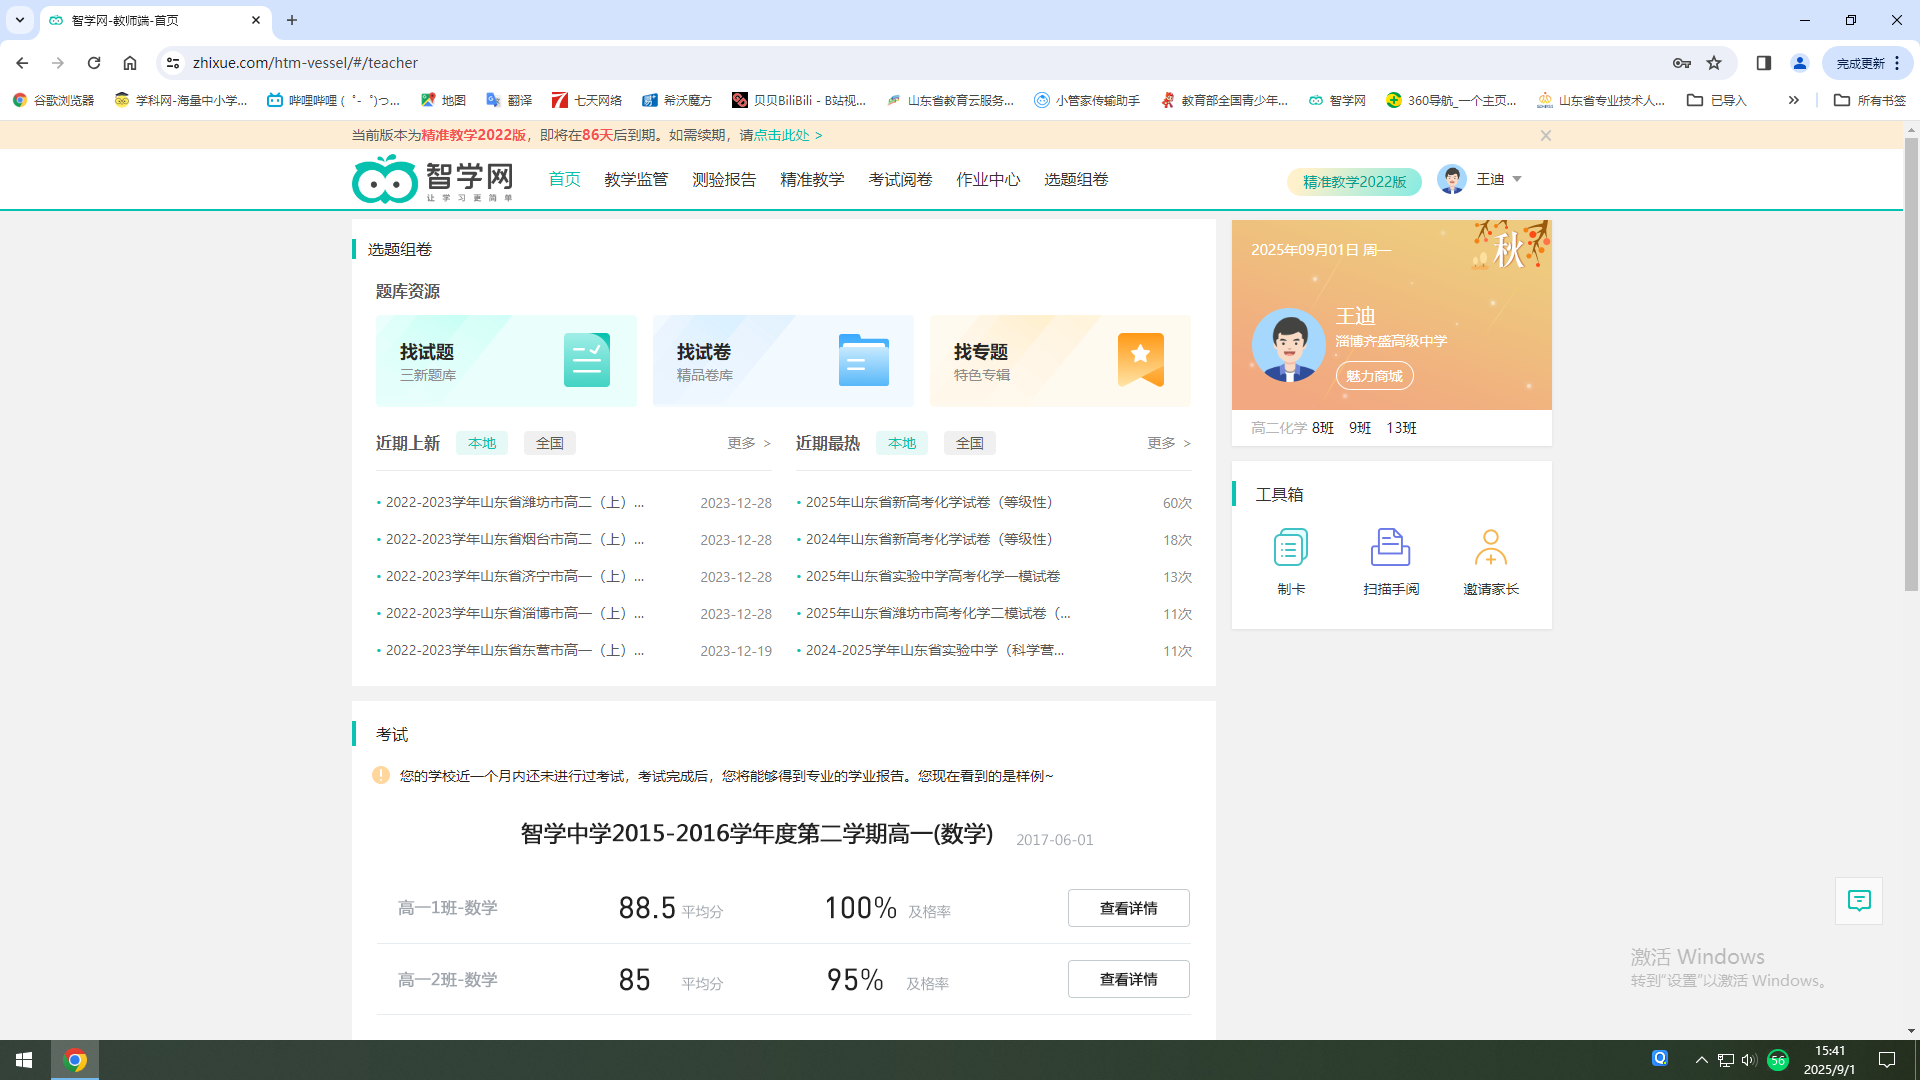 智学网-教师端-首页
zhixue.com/htm-vessel/#/teacher
完成更新
谷歌浏览器
学科网-海量中小学...
哔哩哔哩 (゜-゜)つ...
地图
翻译
七天网络
希沃魔方
贝贝BiliBili - B站视...
山东省教育云服务...
小管家传输助手
教育部全国青少年...
智学网
360导航_一个主页...
山东省专业技术人...
已导入
所有书签
当前版本为精准教学2022版，即将在86天后到期。如需续期，请点击此处 >
智学网
让学习更简单
首页 教学监管 测验报告 精准教学 考试阅卷 作业中心 选题组卷
精准教学2022版
王迪
选题组卷
题库资源
找试题
三新题库
找试卷
精品卷库
找专题
特色专辑
近期上新 本地 全国 更多 >
2022-2023学年山东省潍坊市高二（上）... 2023-12-28
2022-2023学年山东省烟台市高二（上）... 2023-12-28
2022-2023学年山东省济宁市高一（上）... 2023-12-28
2022-2023学年山东省淄博市高一（上）... 2023-12-28
2022-2023学年山东省东营市高一（上）... 2023-12-19
近期最热 本地 全国 更多 >
2025年山东省新高考化学试卷（等级性） 60次
2024年山东省新高考化学试卷（等级性） 18次
2025年山东省实验中学高考化学一模试卷 13次
2025年山东省潍坊市高考化学二模试卷（... 11次
2024-2025学年山东省实验中学（科学营... 11次
2025年09月01日 周一
秋
王迪
淄博齐盛高级中学
魅力商城
高二化学 8班 9班 13班
工具箱
制卡
扫描手阅
邀请家长
考试
您的学校近一个月内还未进行过考试，考试完成后，您将能够得到专业的学业报告。您现在看到的是样例~
智学中学2015-2016学年度第二学期高一(数学) 2017-06-01
高一1班-数学 88.5 平均分 100% 及格率 查看详情
高一2班-数学 85 平均分 95% 及格率 查看详情
激活 Windows
转到"设置"以激活 Windows。
56
15:41
2025/9/1